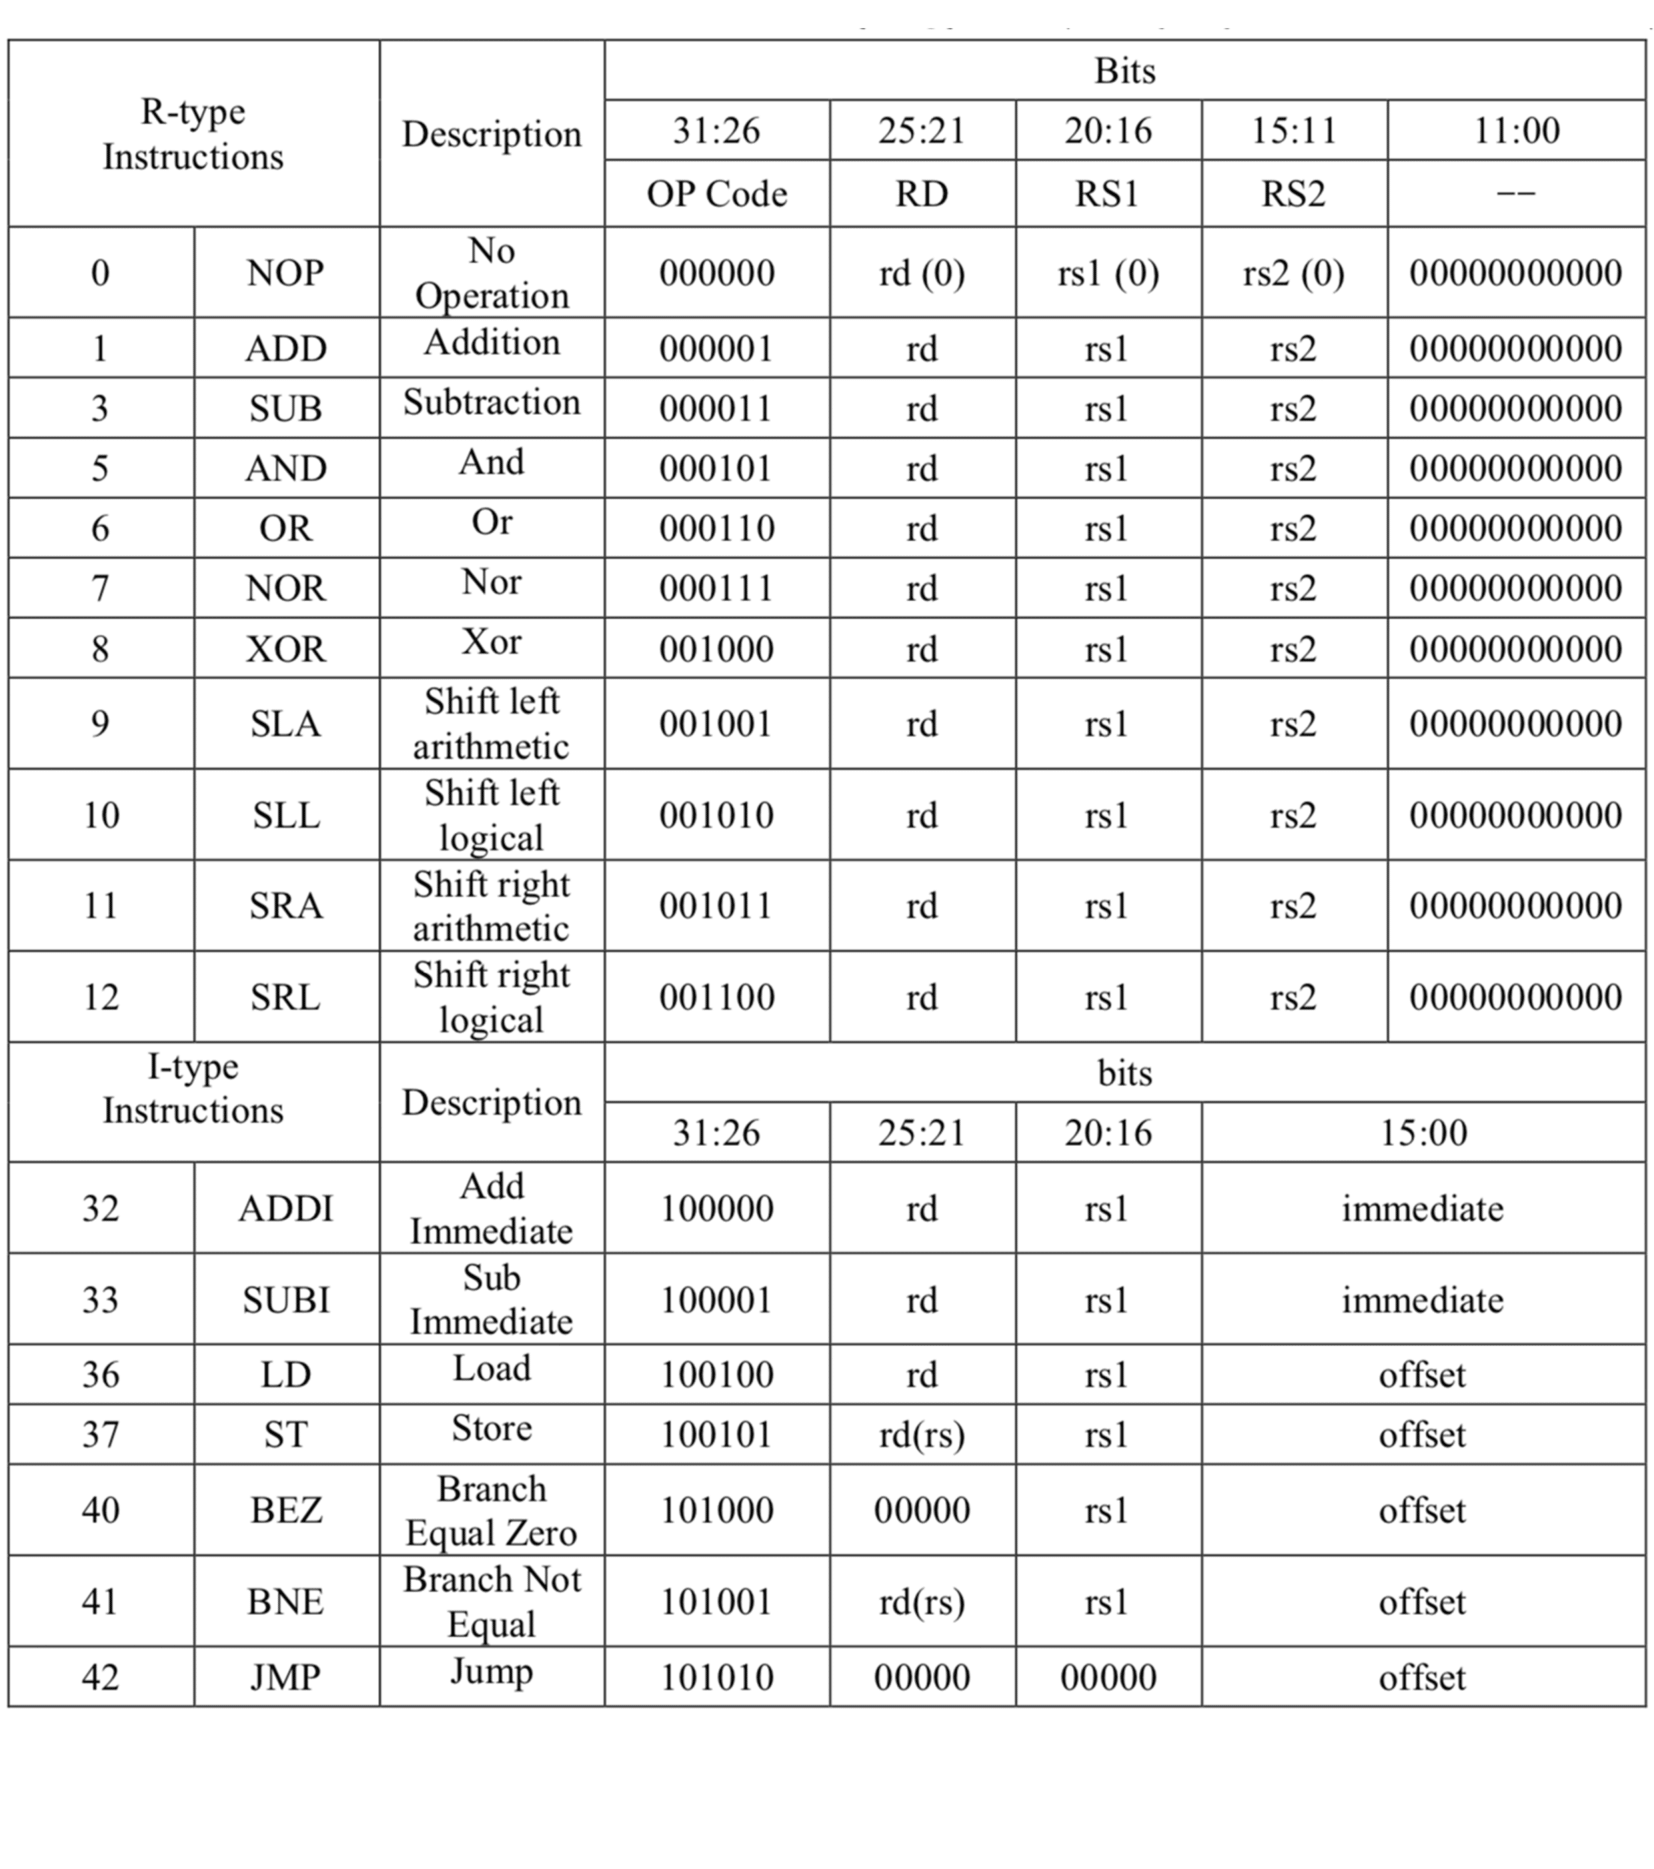 R-type Instructions Description Bits
31:26 25:21 20:16 15:11 11:00
OP Code RD RS1 RS2 --
0 NOP No Operation 000000 rd (0) rs1 (0) rs2 (0) 00000000000
1 ADD Addition 000001 rd rs1 rs2 00000000000
3 SUB Subtraction 000011 rd rs1 rs2 00000000000
5 AND And 000101 rd rs1 rs2 00000000000
6 OR Or 000110 rd rs1 rs2 00000000000
7 NOR Nor 000111 rd rs1 rs2 00000000000
8 XOR Xor 001000 rd rs1 rs2 00000000000
9 SLA Shift left arithmetic 001001 rd rs1 rs2 00000000000
10 SLL Shift left logical 001010 rd rs1 rs2 00000000000
11 SRA Shift right arithmetic 001011 rd rs1 rs2 00000000000
12 SRL Shift right logical 001100 rd rs1 rs2 00000000000
I-type Instructions Description bits
31:26 25:21 20:16 15:00
32 ADDI Add Immediate 100000 rd rs1 immediate
33 SUBI Sub Immediate 100001 rd rs1 immediate
36 LD Load 100100 rd rs1 offset
37 ST Store 100101 rd(rs) rs1 offset
40 BEZ Branch Equal Zero 101000 00000 rs1 offset
41 BNE Branch Not Equal 101001 rd(rs) rs1 offset
42 JMP Jump 101010 00000 00000 offset